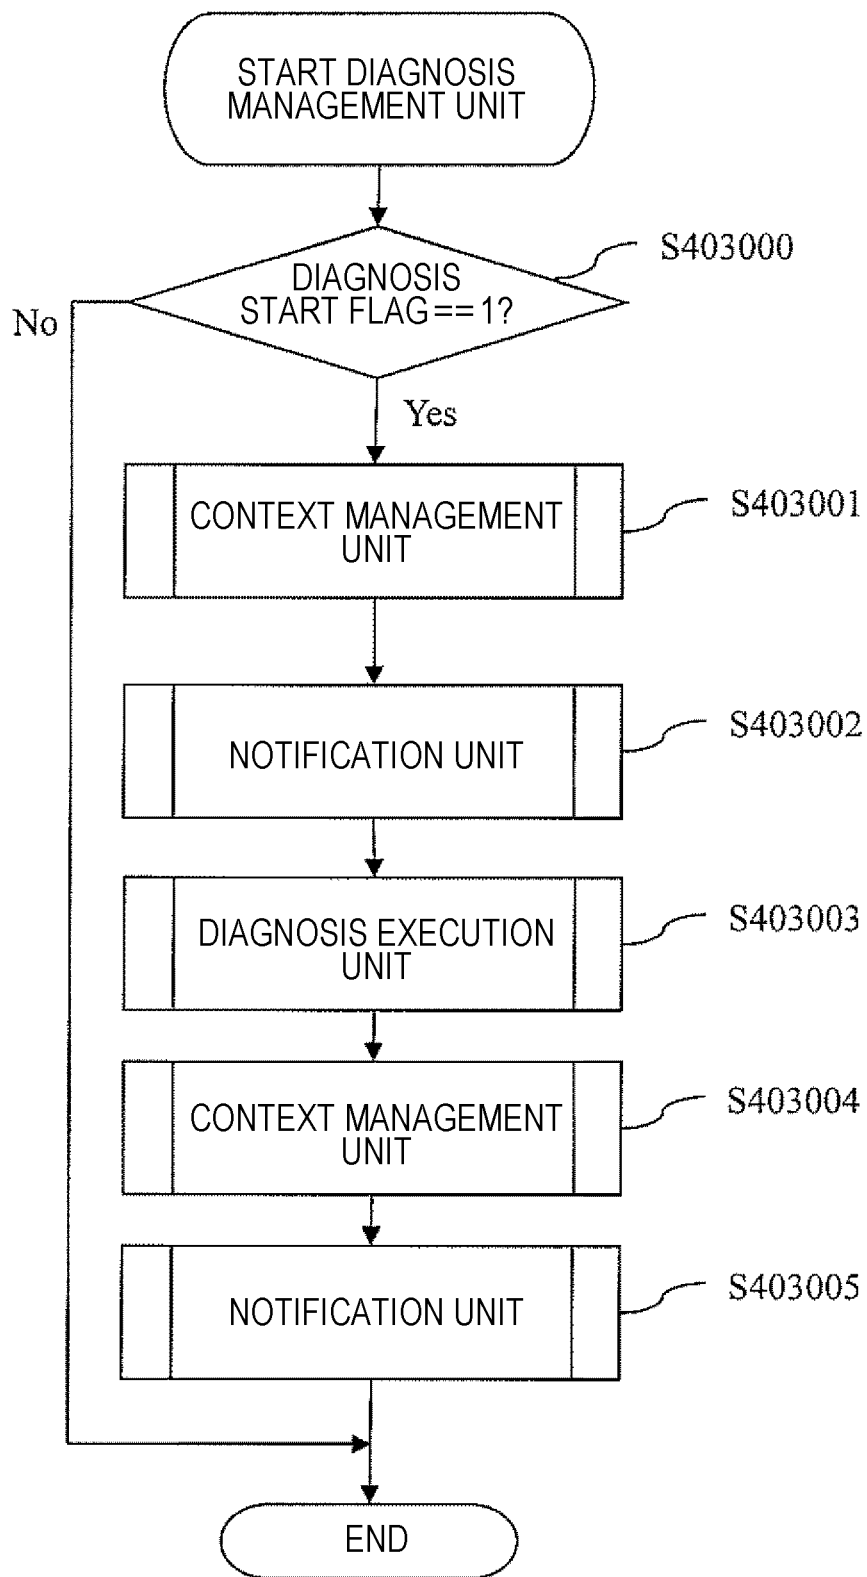 START DIAGNOSIS
MANAGEMENT UNIT
S403000
DIAGNOSIS
START FLAG==1?
No
Yes
CONTEXT MANAGEMENT
UNIT
S403001
NOTIFICATION UNIT
S403002
DIAGNOSIS EXECUTION
UNIT
S403003
CONTEXT MANAGEMENT
UNIT
S403004
NOTIFICATION UNIT
S403005
END